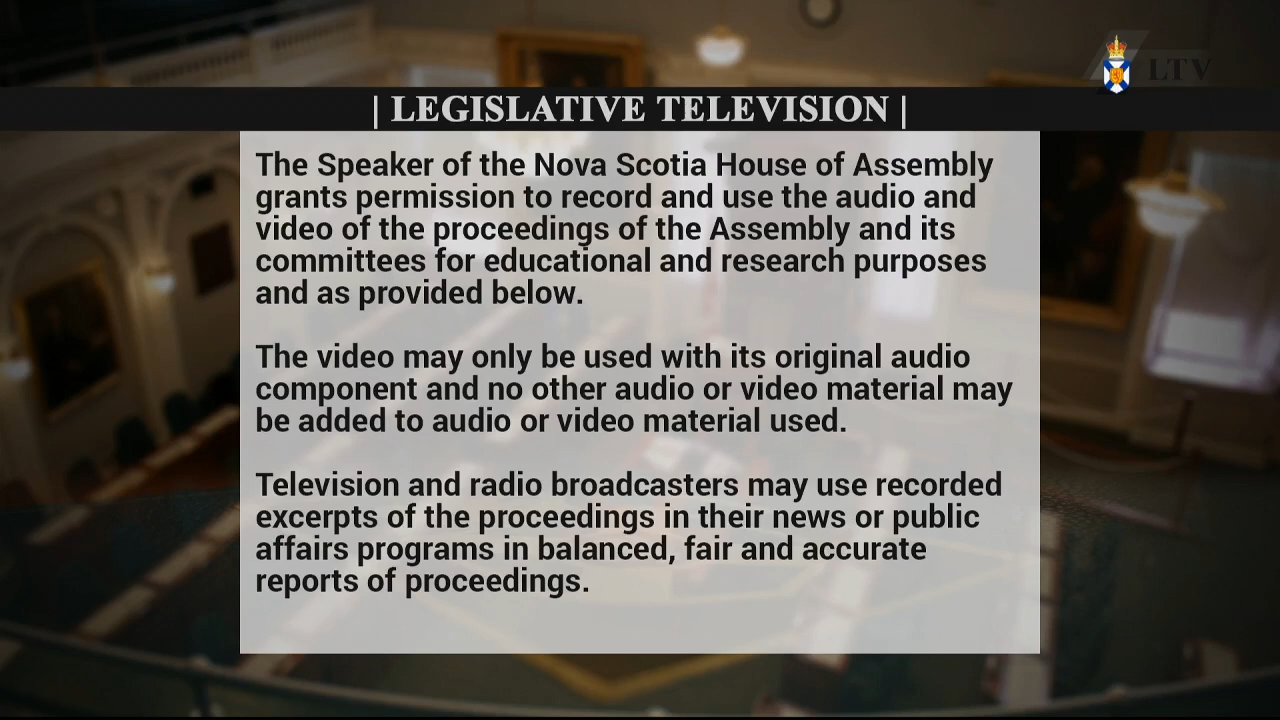 LTV
| LEGISLATIVE TELEVISION |
The Speaker of the Nova Scotia House of Assembly
grants permission to record and use the audio and
video of the proceedings of the Assembly and its
committees for educational and research purposes
and as provided below.
The video may only be used with its original audio
component and no other audio or video material may
be added to audio or video material used.
Television and radio broadcasters may use recorded
excerpts of the proceedings in their news or public
affairs programs in balanced, fair and accurate
reports of proceedings.